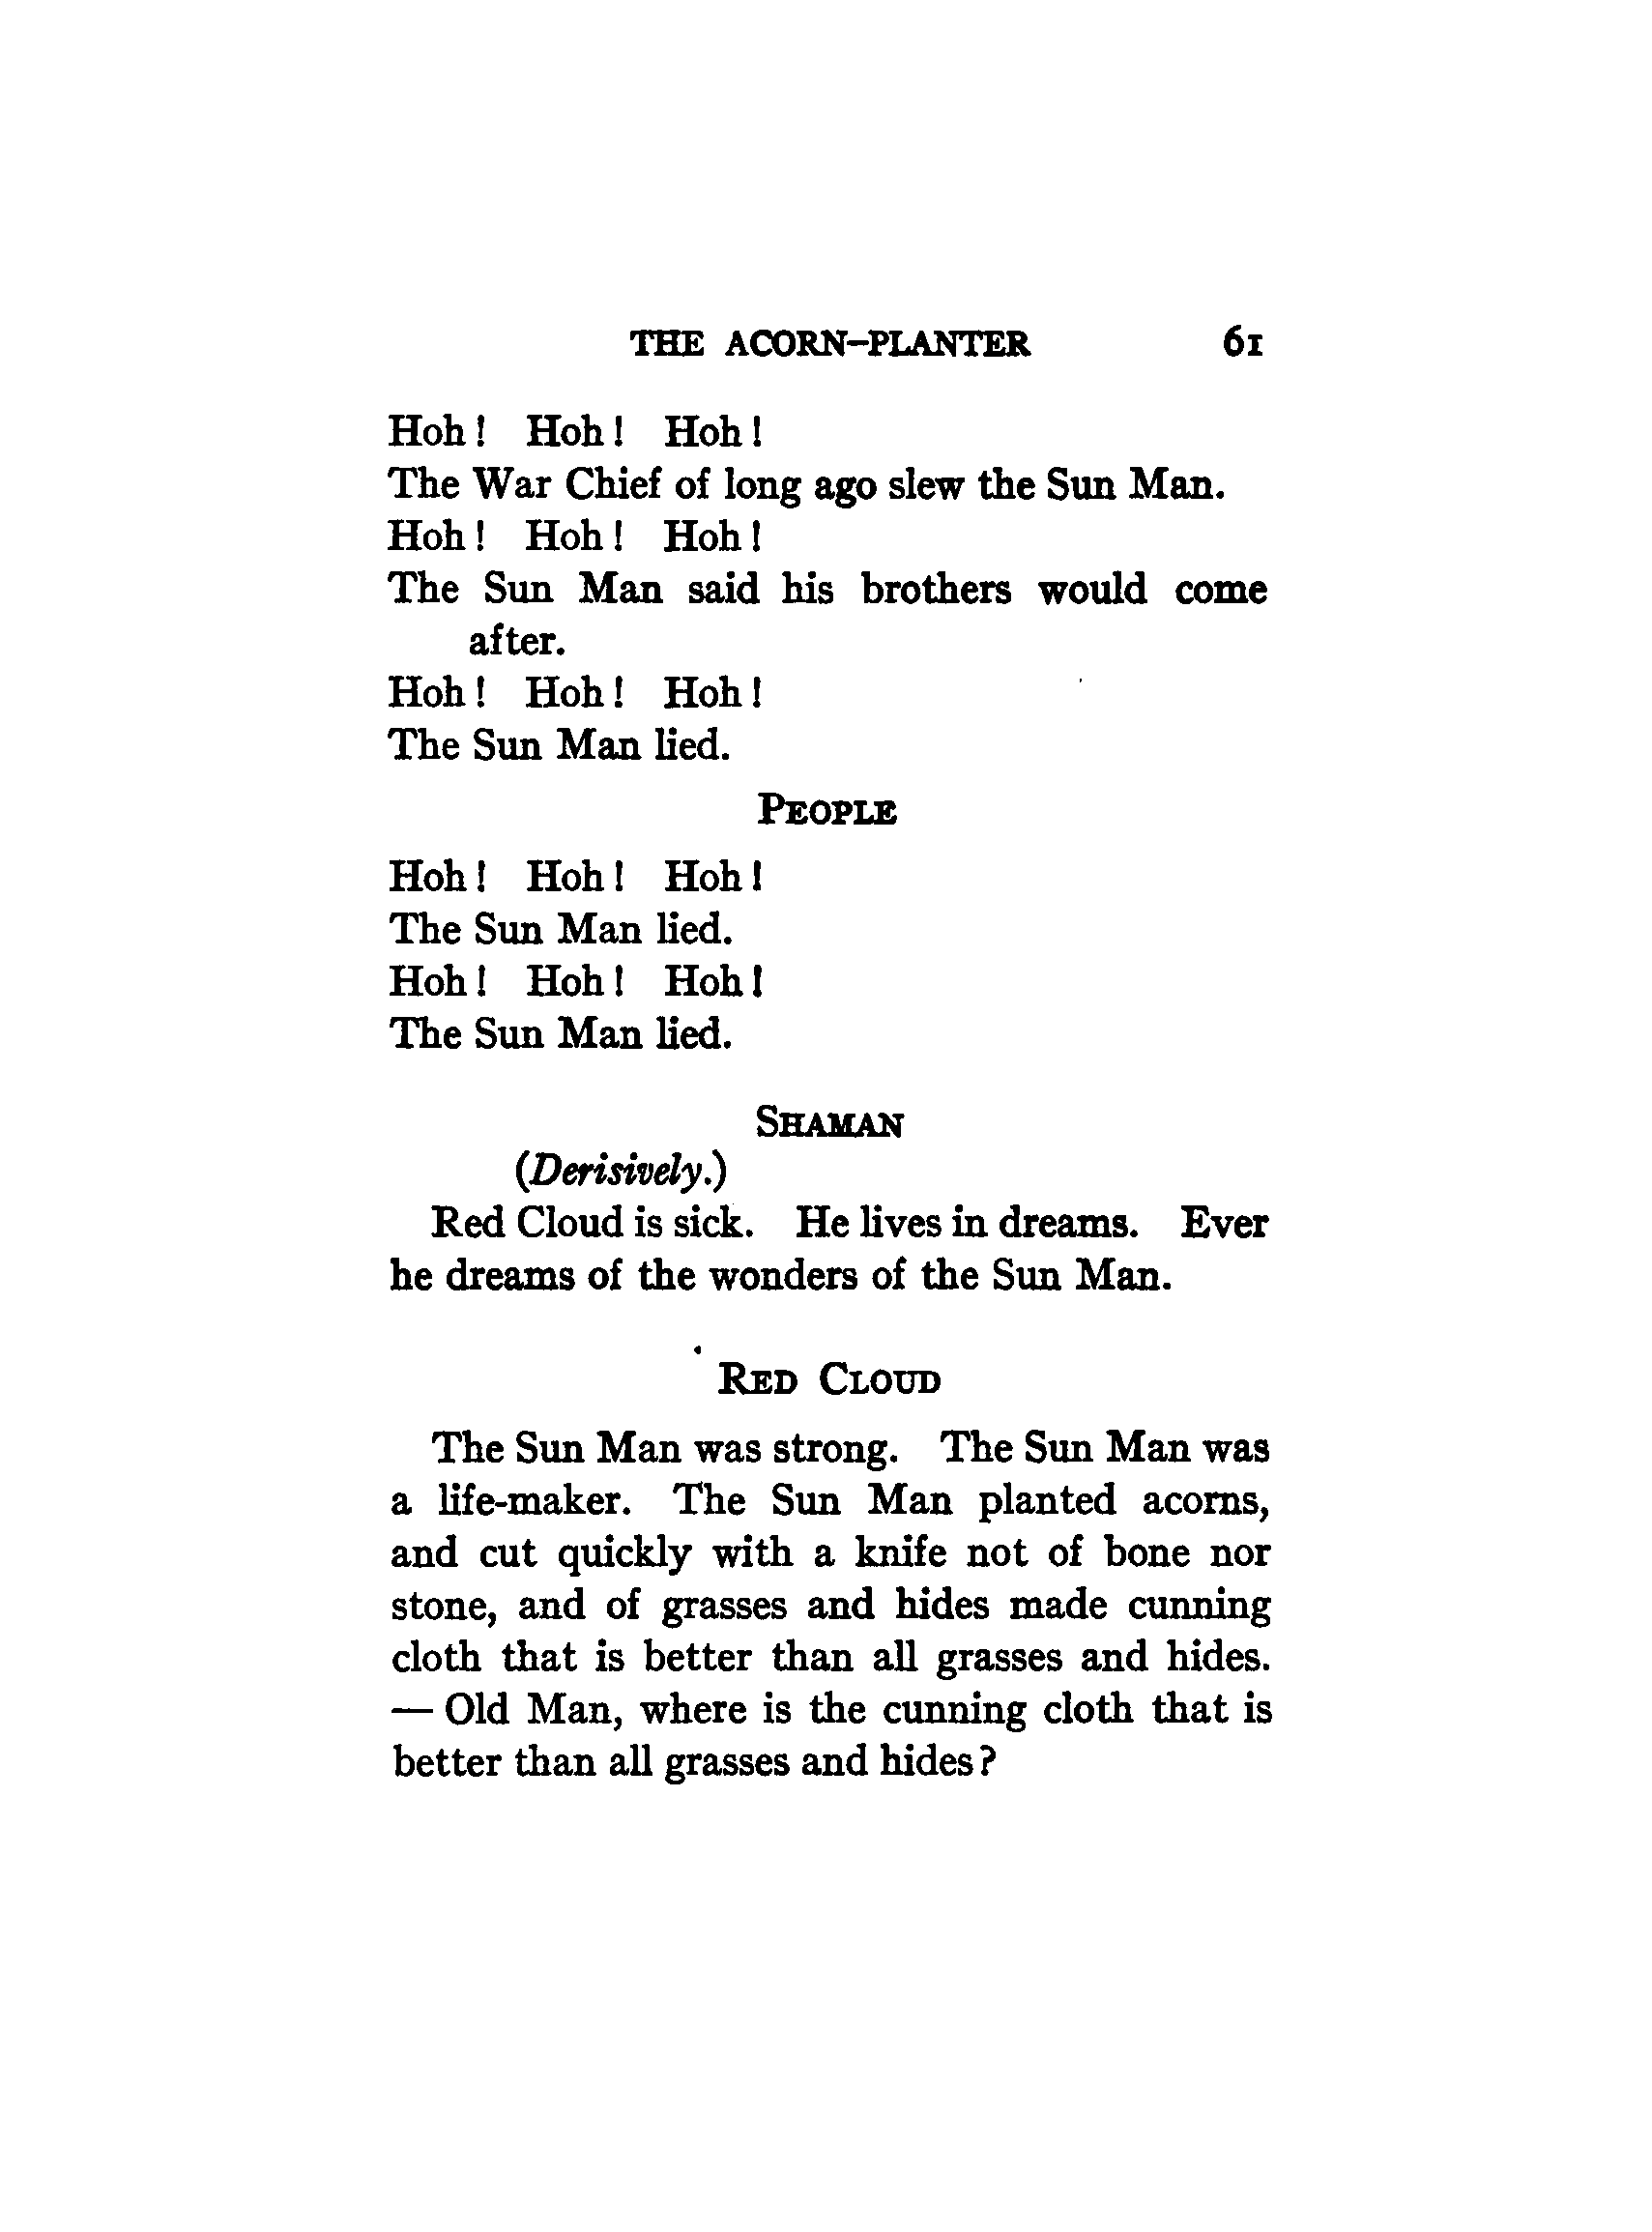 THE ACORN-PLANTER 61
Hoh! Hoh! Hoh!
The War Chief of long ago slew the Sun Man.
Hoh! Hoh! Hoh!
The Sun Man said his brothers would come
after.
Hoh! Hoh! Hoh!
The Sun Man lied.
PEOPLE
Hoh! Hoh! Hoh!
The Sun Man lied.
Hoh! Hoh! Hoh!
The Sun Man lied.
SHAMAN
(Derisively.)
Red Cloud is sick. He lives in dreams. Ever
he dreams of the wonders of the Sun Man.
RED CLOUD
The Sun Man was strong. The Sun Man was
a life-maker. The Sun Man planted acorns,
and cut quickly with a knife not of bone nor
stone, and of grasses and hides made cunning
cloth that is better than all grasses and hides.
— Old Man, where is the cunning cloth that is
better than all grasses and hides?